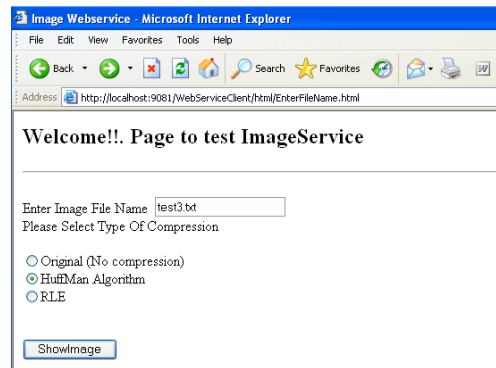 Image Webservice - Microsoft Internet Explorer
File Edit View Favorites Tools Help
Back Search Favorites W
Address http://localhost:9081/WebServiceClient/html/EnterFileName.html
Welcome!!. Page to test ImageService
Enter Image File Name test3.txt
Please Select Type Of Compression
Original (No compression)
HuffMan Algorithm
RLE
ShowImage